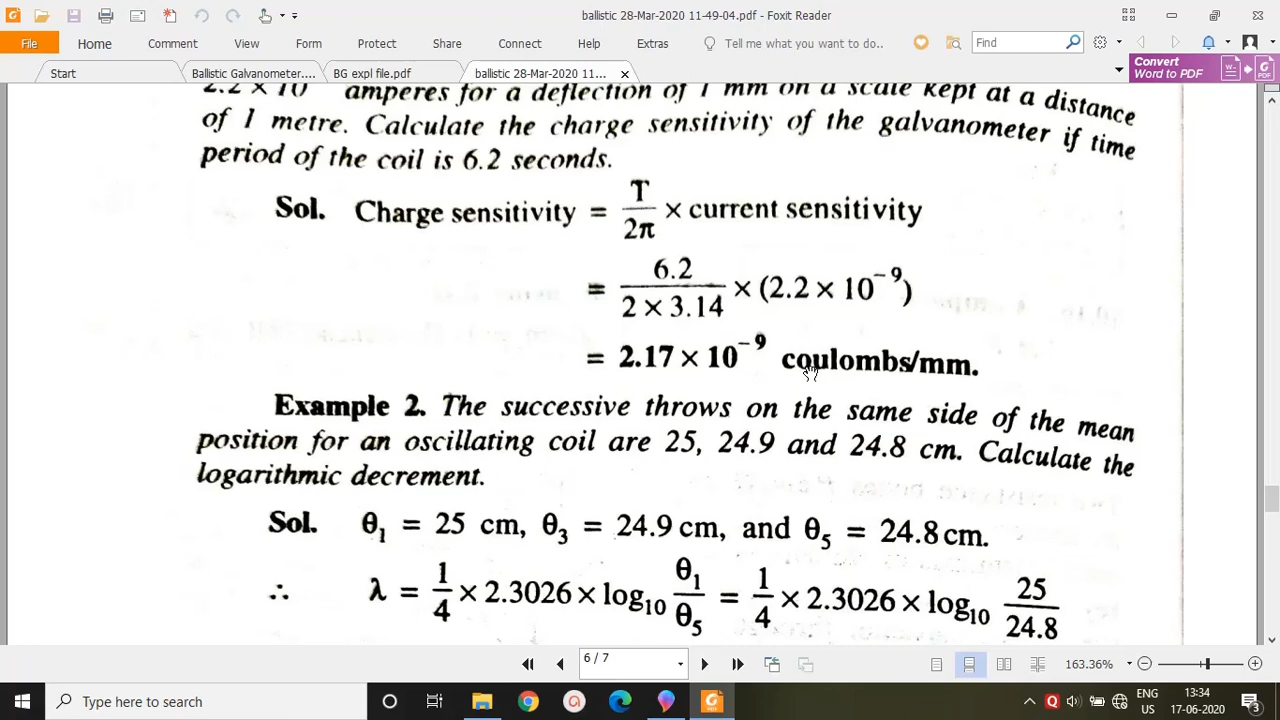 ballistic 28-Mar-2020 11-49-04.pdf - Foxit Reader
File Home Comment View Form Protect Share Connect Help Extras Tell me what you want to do.. Find
Start Ballistic Galvanometer.... BG expl file.pdf ballistic 28-Mar-2020 11... × Convert Word to PDF
2.2 × 10 amperes for a deflection of 1 mm on a scale kept at a distance
of 1 metre. Calculate the charge sensitivity of the galvanometer if time
period of the coil is 6.2 seconds.
Sol. Charge sensitivity = T/2π × current sensitivity
= 6.2/(2 × 3.14) × (2.2 × 10⁻⁹)
= 2.17 × 10⁻⁹ coulombs/mm.
Example 2. The successive throws on the same side of the mean
position for an oscillating coil are 25, 24.9 and 24.8 cm. Calculate the
logarithmic decrement.
Sol. θ₁ = 25 cm, θ₃ = 24.9 cm, and θ₅ = 24.8 cm.
∴ λ = 1/4 × 2.3026 × log₁₀ θ₁/θ₅ = 1/4 × 2.3026 × log₁₀ 25/24.8
6 / 7 163.36%
Type here to search ENG US 13:34 17-06-2020 3